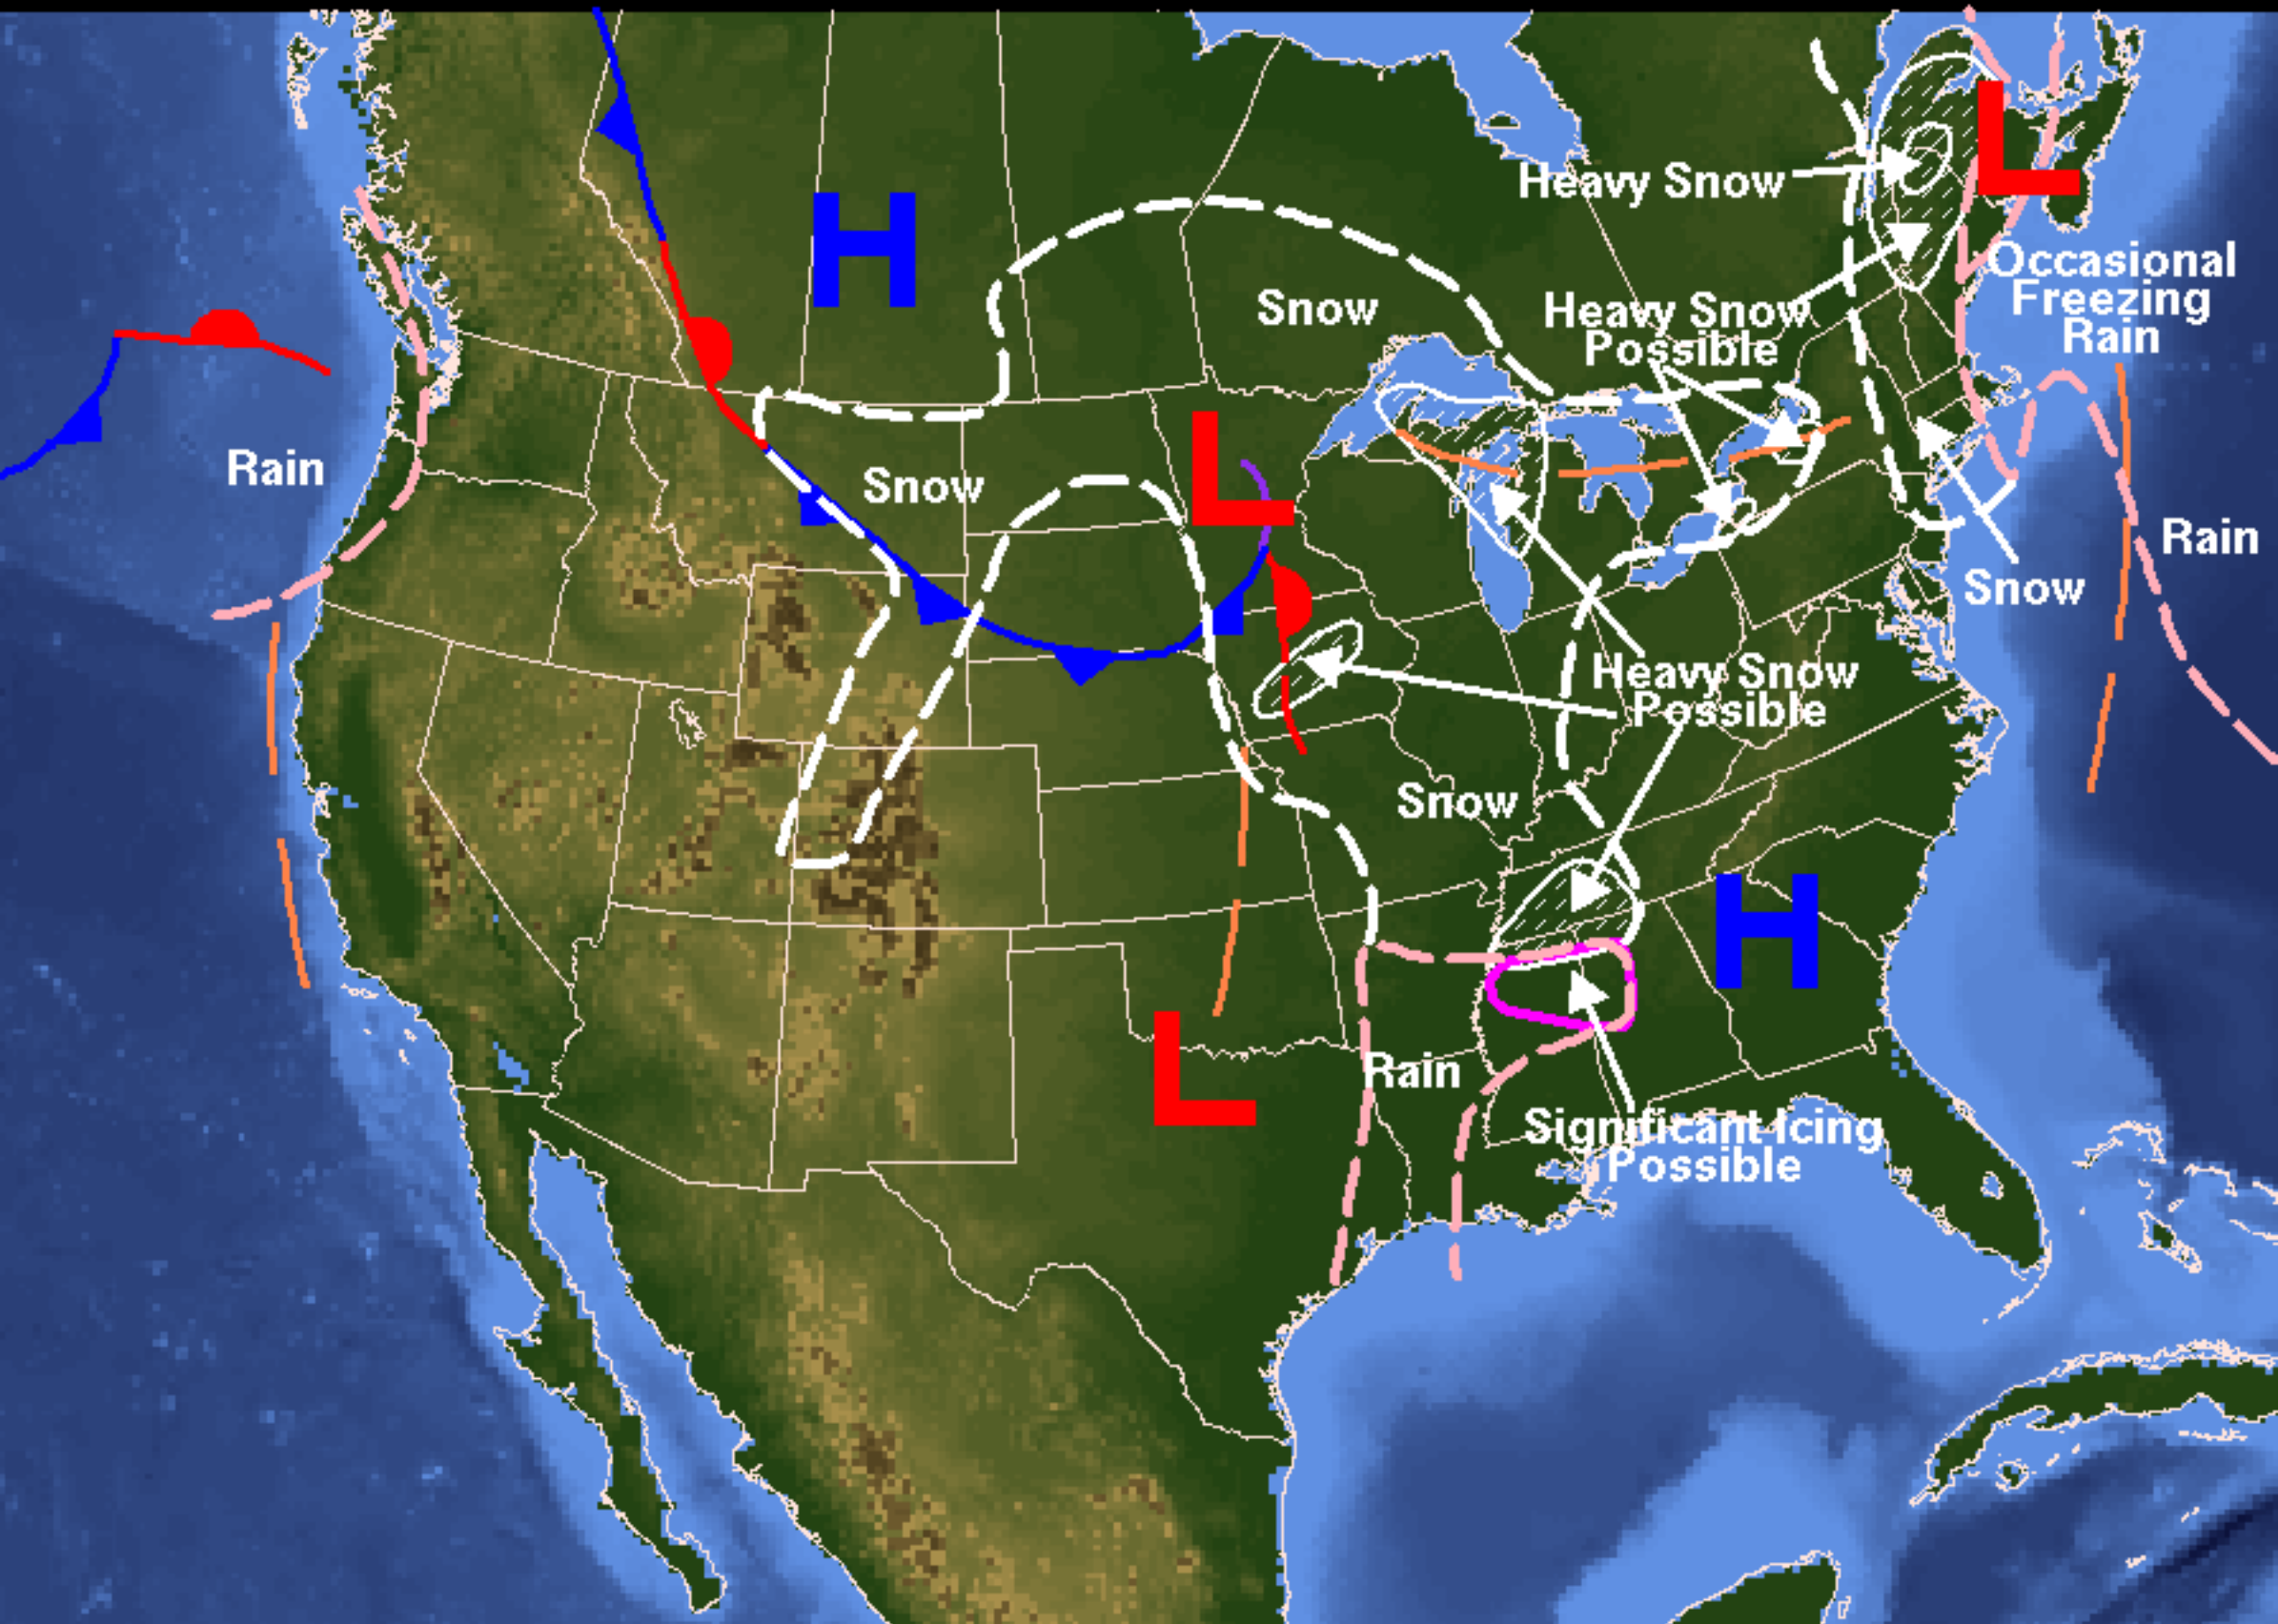 Heavy Snow
L
H
Occasional
Freezing
Rain
Snow
Heavy Snow
Possible
Rain
L
Snow
Rain
Snow
Heavy Snow
Possible
Snow
H
L
Rain
Significant Icing
Possible